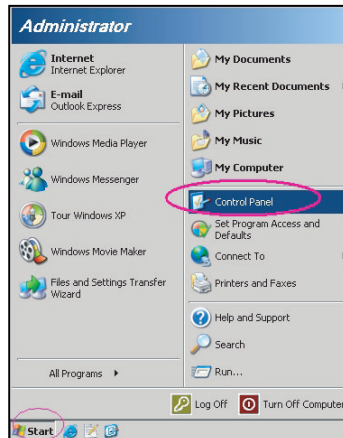 Administrator
Internet
Internet Explorer
E-mail
Outlook Express
Windows Media Player
Windows Messenger
Tour Windows XP
Windows Movie Maker
Files and Settings Transfer
Wizard
All Programs
My Documents
My Recent Documents
My Pictures
My Music
My Computer
Control Panel
Set Program Access and
Defaults
Connect To
Printers and Faxes
Help and Support
Search
Run...
Log Off
Turn Off Computer
Start